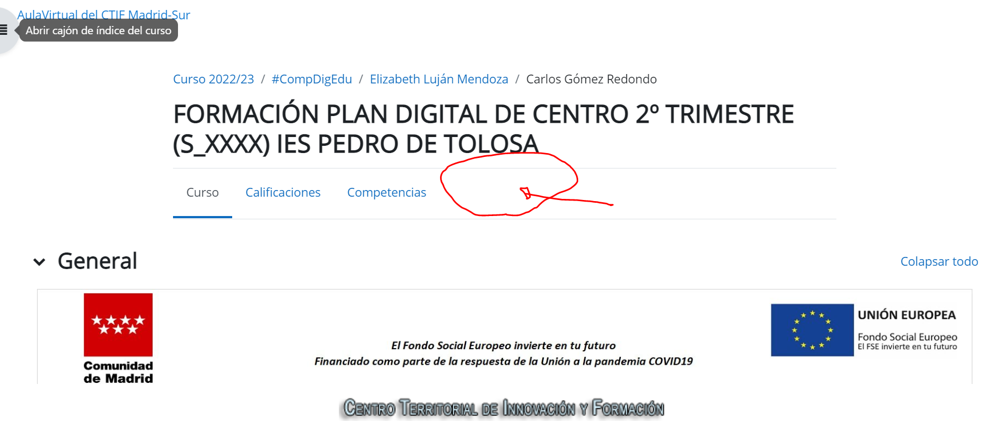 AulaVirtual del CTIF Madrid-Sur
Abrir cajón de índice del curso
Curso 2022/23 / #CompDigEdu / Elizabeth Luján Mendoza / Carlos Gómez Redondo
FORMACIÓN PLAN DIGITAL DE CENTRO 2º TRIMESTRE
(S_XXXX) IES PEDRO DE TOLOSA
Curso Calificaciones Competencias
General
Colapsar todo
Comunidad
de Madrid
El Fondo Social Europeo invierte en tu futuro
Financiado como parte de la respuesta de la Unión a la pandemia COVID19
UNIÓN EUROPEA
Fondo Social Europeo
El FSE invierte en tu futuro
CENTRO TERRITORIAL DE INNOVACIÓN Y FORMACIÓN